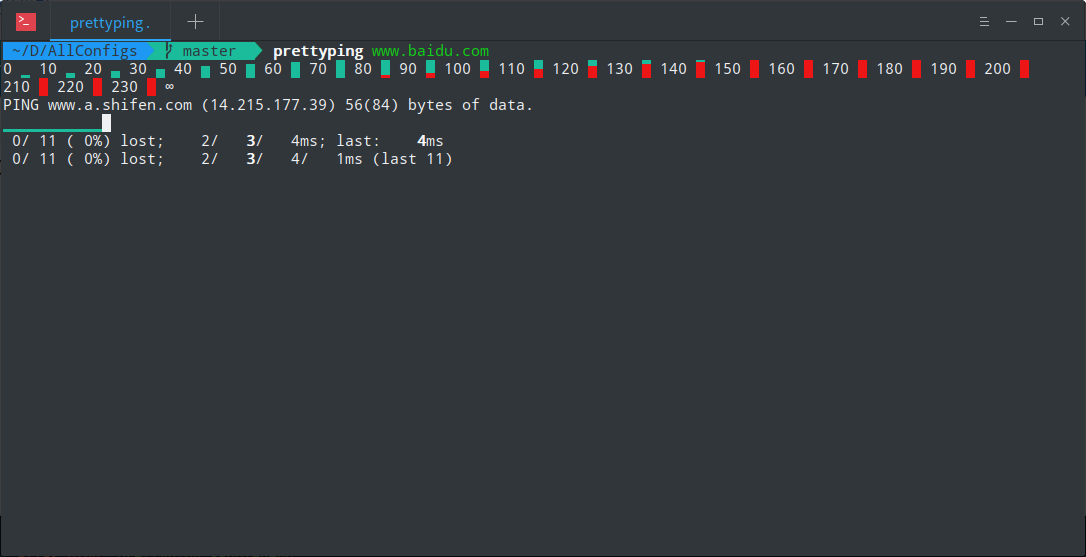 prettyping.
~/D/AllConfigs master prettyping www.baidu.com
0 10 20 30 40 50 60 70 80 90 100 110 120 130 140 150 160 170 180 190 200
210 220 230 ∞
PING www.a.shifen.com (14.215.177.39) 56(84) bytes of data.
0/ 11 ( 0%) lost; 2/ 3/ 4ms; last: 4ms
0/ 11 ( 0%) lost; 2/ 3/ 4/ 1ms (last 11)